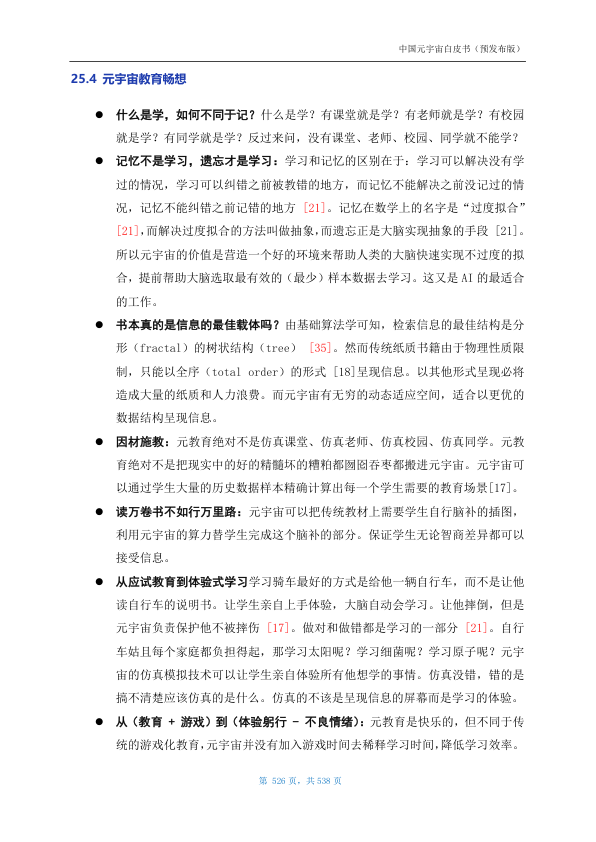 中国元宇宙白皮书（预发布版）
25.4 元宇宙教育畅想
● 什么是学，如何不同于记？什么是学？有课堂就是学？有老师就是学？有校园
就是学？有同学就是学？反过来问，没有课堂、老师、校园、同学就不能学？
● 记忆不是学习，遗忘才是学习：学习和记忆的区别在于：学习可以解决没有学
过的情况，学习可以纠错之前被教错的地方，而记忆不能解决之前没记过的情
况，记忆不能纠错之前记错的地方 [21]。记忆在数学上的名字是“过度拟合”
[21]，而解决过度拟合的方法叫做抽象，而遗忘正是大脑实现抽象的手段 [21]。
所以元宇宙的价值是营造一个好的环境来帮助人类的大脑快速实现不过度的拟
合，提前帮助大脑选取最有效的（最少）样本数据去学习。这又是 AI 的最适合
的工作。
● 书本真的是信息的最佳载体吗？由基础算法学可知，检索信息的最佳结构是分
形（fractal）的树状结构（tree） [35]。然而传统纸质书籍由于物理性质限
制，只能以全序（total order）的形式 [18]呈现信息。以其他形式呈现必将
造成大量的纸质和人力浪费。而元宇宙有无穷的动态适应空间，适合以更优的
数据结构呈现信息。
● 因材施教：元教育绝对不是仿真课堂、仿真老师、仿真校园、仿真同学。元教
育绝对不是把现实中的好的精髓坏的糟粕都囫囵吞枣都搬进元宇宙。元宇宙可
以通过学生大量的历史数据样本精确计算出每一个学生需要的教育场景[17]。
● 读万卷书不如行万里路：元宇宙可以把传统教材上需要学生自行脑补的插图，
利用元宇宙的算力替学生完成这个脑补的部分。保证学生无论智商差异都可以
接受信息。
● 从应试教育到体验式学习学习骑车最好的方式是给他一辆自行车，而不是让他
读自行车的说明书。让学生亲自上手体验，大脑自动会学习。让他摔倒，但是
元宇宙负责保护他不被摔伤 [17]。做对和做错都是学习的一部分 [21]。自行
车姑且每个家庭都负担得起，那学习太阳呢？学习细菌呢？学习原子呢？元宇
宙的仿真模拟技术可以让学生亲自体验所有他想学的事情。仿真没错，错的是
搞不清楚应该仿真的是什么。仿真的不该是呈现信息的屏幕而是学习的体验。
● 从（教育 + 游戏）到（体验躬行 - 不良情绪）：元教育是快乐的，但不同于传
统的游戏化教育，元宇宙并没有加入游戏时间去稀释学习时间，降低学习效率。
第 526 页，共 538 页